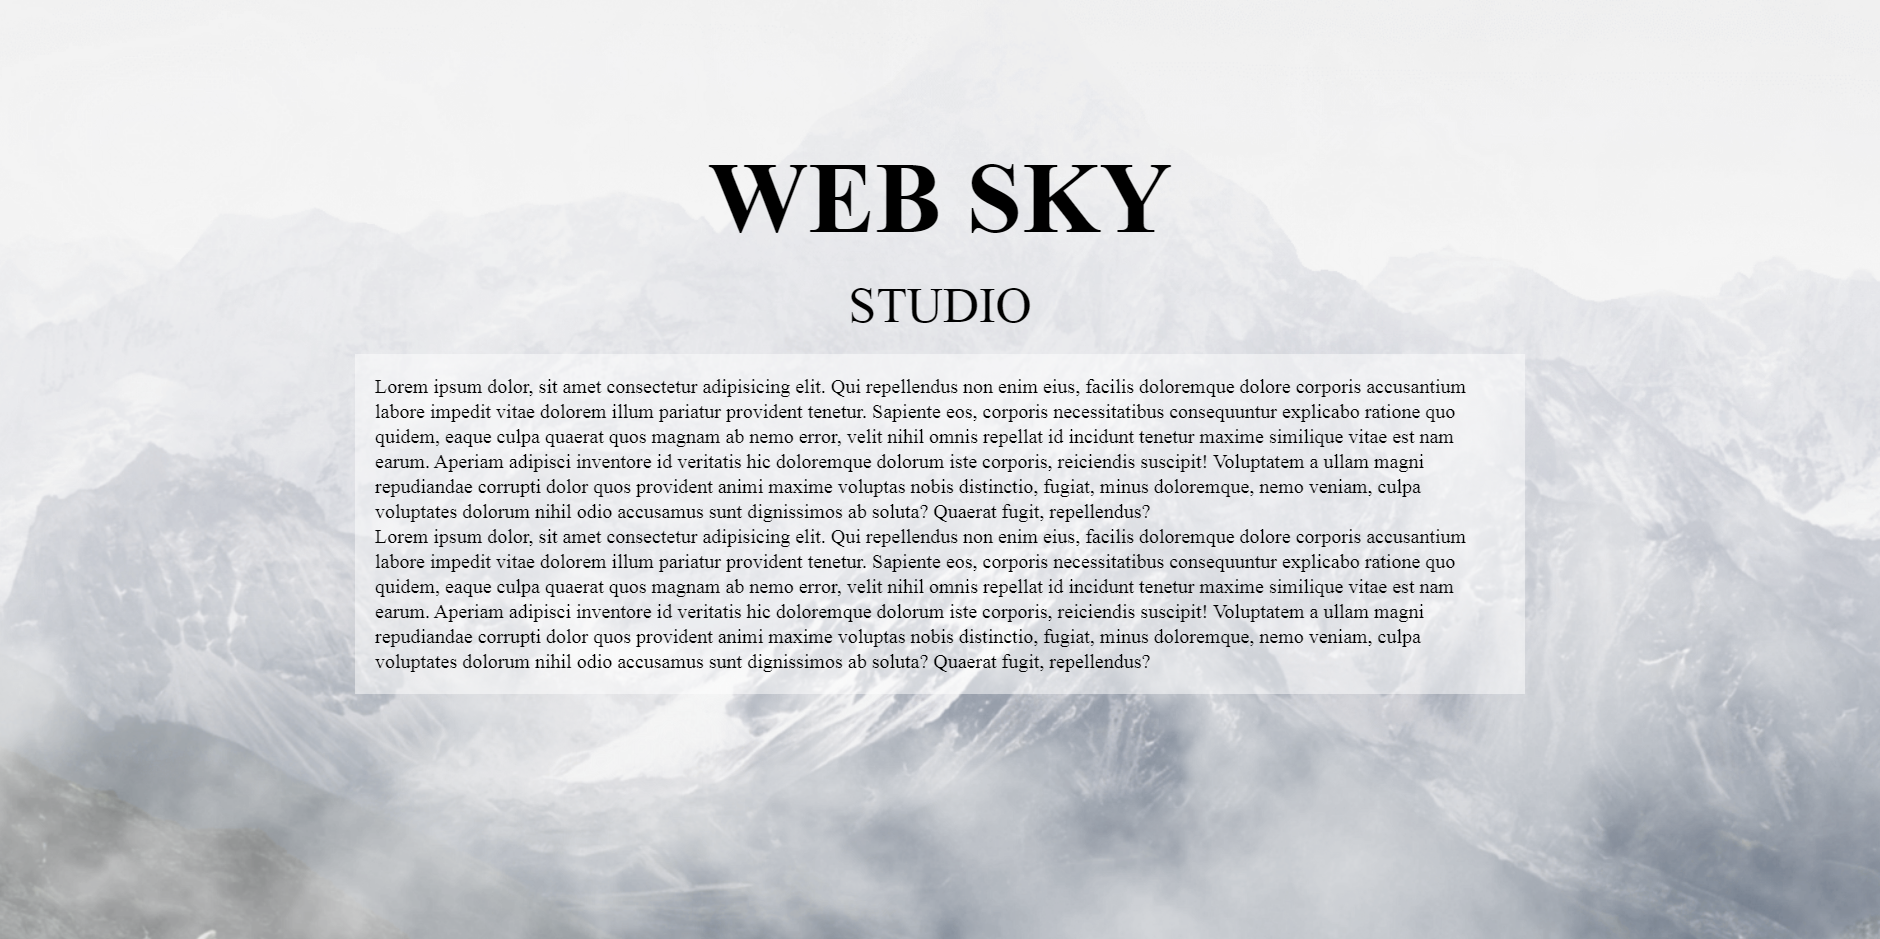 WEB SKY
STUDIO
Lorem ipsum dolor, sit amet consectetur adipisicing elit. Qui repellendus non enim eius, facilis doloremque dolore corporis accusantium
labore impedit vitae dolorem illum pariatur provident tenetur. Sapiente eos, corporis necessitatibus consequuntur explicabo ratione quo
quidem, eaque culpa quaerat quos magnam ab nemo error, velit nihil omnis repellat id incidunt tenetur maxime similique vitae est nam
earum. Aperiam adipisci inventore id veritatis hic doloremque dolorum iste corporis, reiciendis suscipit! Voluptatem a ullam magni
repudiandae corrupti dolor quos provident animi maxime voluptas nobis distinctio, fugiat, minus doloremque, nemo veniam, culpa
voluptates dolorum nihil odio accusamus sunt dignissimos ab soluta? Quaerat fugit, repellendus?
Lorem ipsum dolor, sit amet consectetur adipisicing elit. Qui repellendus non enim eius, facilis doloremque dolore corporis accusantium
labore impedit vitae dolorem illum pariatur provident tenetur. Sapiente eos, corporis necessitatibus consequuntur explicabo ratione quo
quidem, eaque culpa quaerat quos magnam ab nemo error, velit nihil omnis repellat id incidunt tenetur maxime similique vitae est nam
earum. Aperiam adipisci inventore id veritatis hic doloremque dolorum iste corporis, reiciendis suscipit! Voluptatem a ullam magni
repudiandae corrupti dolor quos provident animi maxime voluptas nobis distinctio, fugiat, minus doloremque, nemo veniam, culpa
voluptates dolorum nihil odio accusamus sunt dignissimos ab soluta? Quaerat fugit, repellendus?